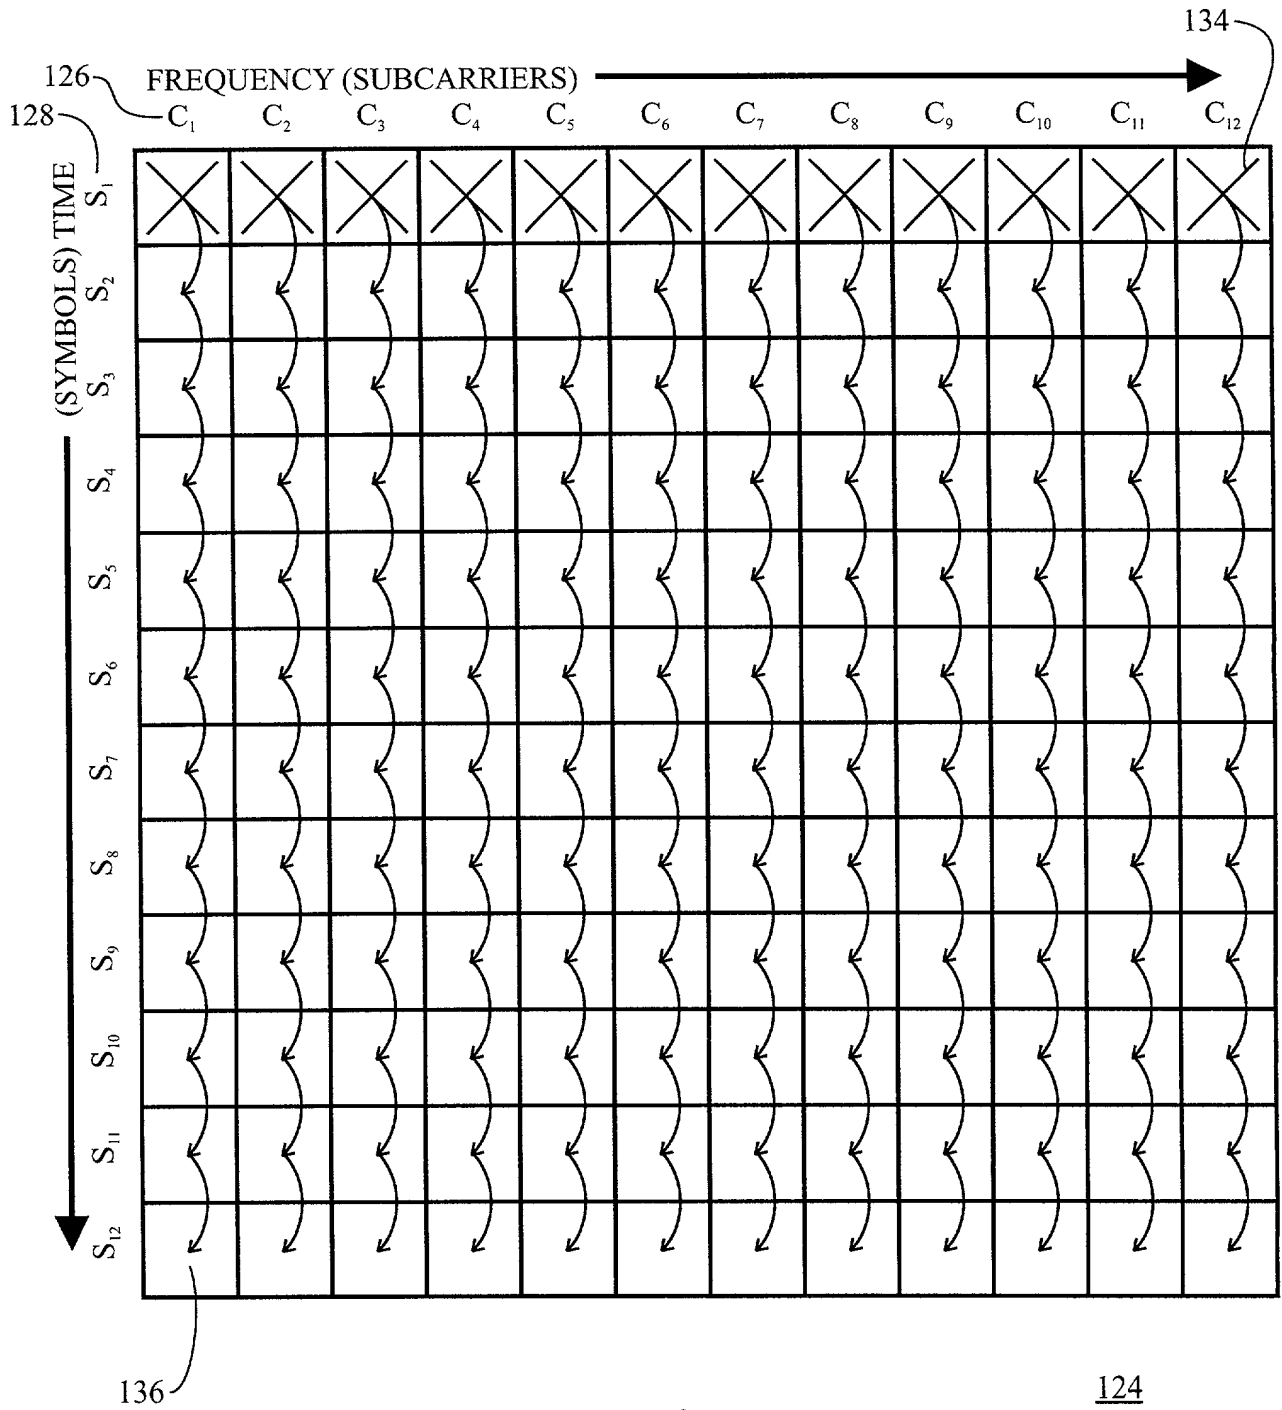 134
126
FREQUENCY (SUBCARRIERS)
128
C₁ C₂ C₃ C₄ C₅ C₆ C₇ C₈ C₉ C₁₀ C₁₁ C₁₂
(SYMBOLS) TIME
S₁
S₂
S₃
S₄
S₅
S₆
S₇
S₈
S₉
S₁₀
S₁₁
S₁₂
136
124